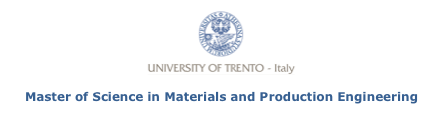 UNIVERSITY OF TRENTO - Italy
Master of Science in Materials and Production Engineering